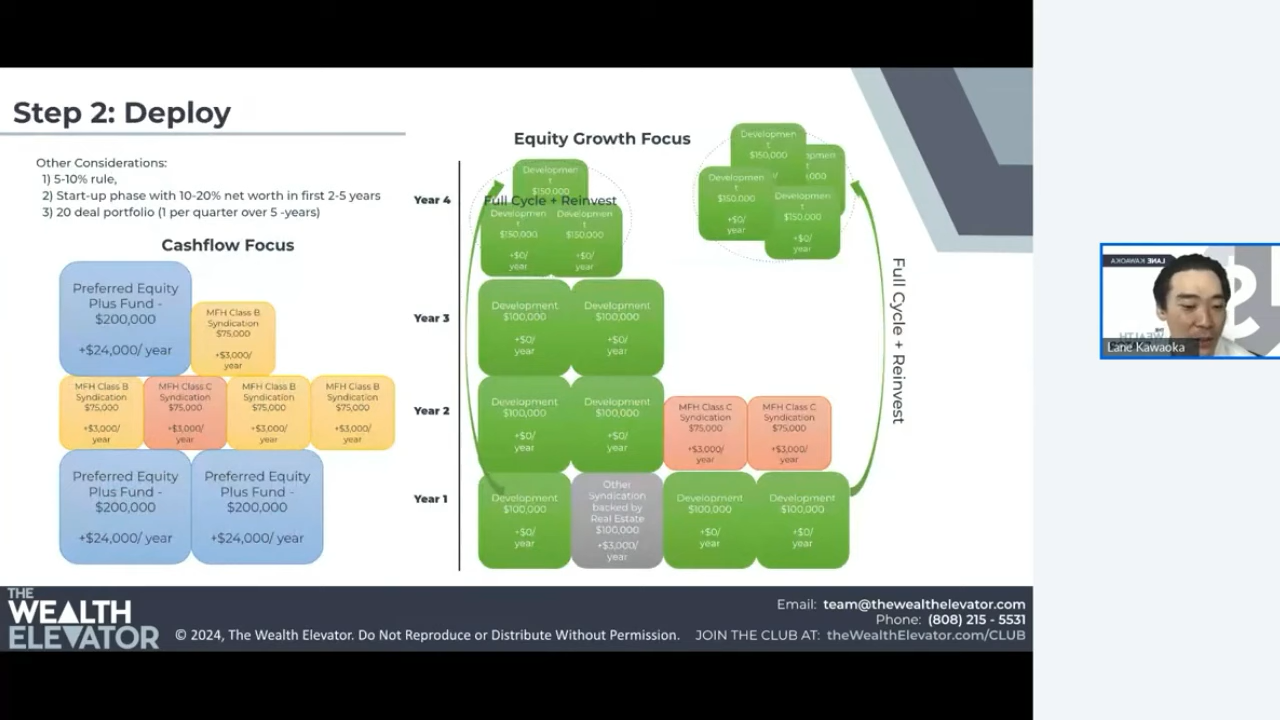 Step 2: Deploy
Other Considerations:
1) 5-10% rule,
2) Start-up phase with 10-20% net worth in first 2-5 years
3) 20 deal portfolio (1 per quarter over 5 -years)
Cashflow Focus
Preferred Equity
Plus Fund -
$200,000
+$24,000/ year
MFH Class B
Syndication
$75,000
+$3,000/
year
MFH Class B
Syndication
$75,000
+$3,000/
year
MFH Class C
Syndication
$75,000
+$3,000/
year
MFH Class B
Syndication
$75,000
+$3,000/
year
MFH Class B
Syndication
$75,000
+$3,000/
year
Preferred Equity
Plus Fund -
$200,000
+$24,000/ year
Preferred Equity
Plus Fund -
$200,000
+$24,000/ year
Equity Growth Focus
Year 4
Developmen
t
$150,000
Full Cycle + Reinvest
Developmen
t
$150,000
+$0/
year
Developmen
t
$150,000
+$0/
year
Developmen
t
$150,000
Developmen
t
$150,000
+$0/
year
Developmen
t
$150,000
+$0/
year
Year 3
Development
$100,000
+$0/
year
Development
$100,000
+$0/
year
Year 2
Development
$100,000
+$0/
year
Development
$100,000
+$0/
year
MFH Class C
Syndication
$75,000
+$3,000/
year
MFH Class C
Syndication
$75,000
+$3,000/
year
Year 1
Development
$100,000
+$0/
year
Other
Syndication
backed by
Real Estate
$100,000
+$3,000/
year
Development
$100,000
+$0/
year
Development
$100,000
+$0/
year
Full Cycle + Reinvest
THE
WEALTH
ELEVATOR
© 2024, The Wealth Elevator. Do Not Reproduce or Distribute Without Permission.
Email: team@thewealthelevator.com
Phone: (808) 215 - 5531
JOIN THE CLUB AT: theWealthElevator.com/CLUB
LANE KAWAOKA
Lane Kawaoka